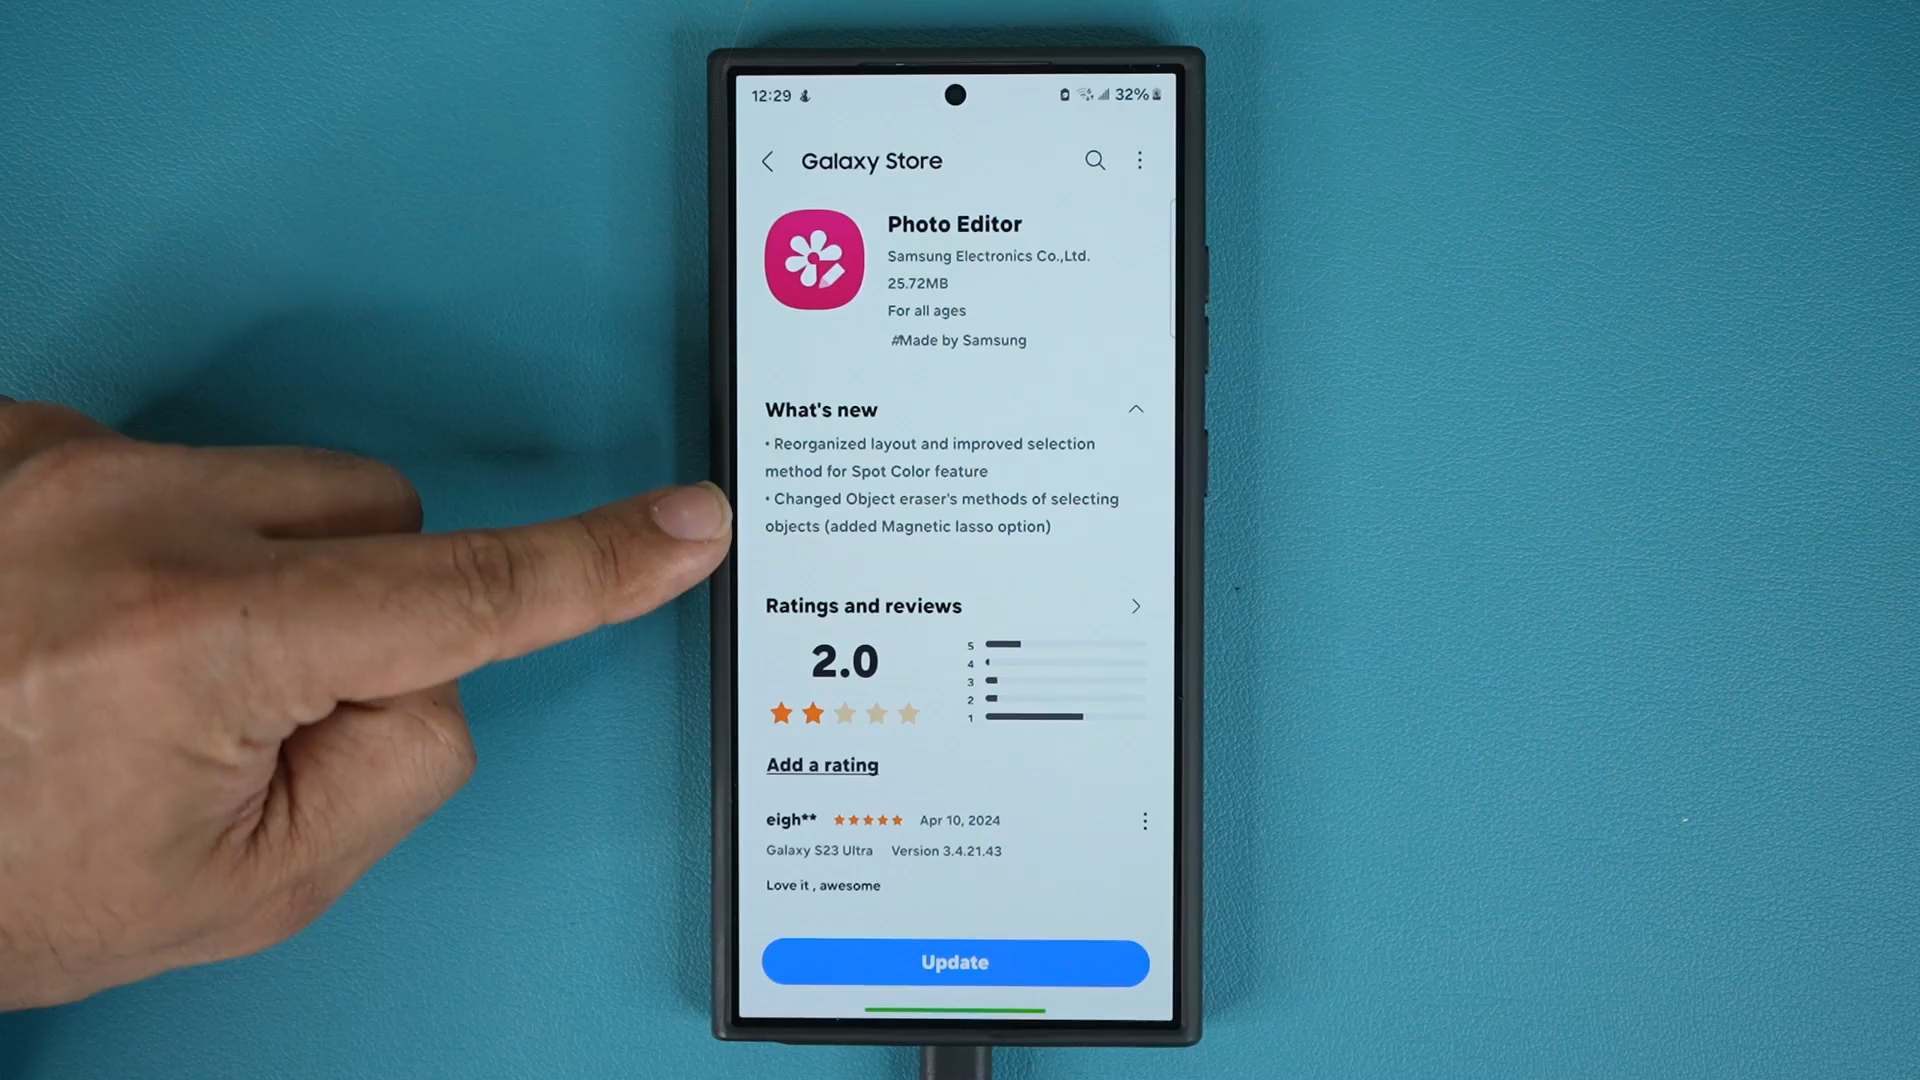 12:29 32%
Galaxy Store
Photo Editor
Samsung Electronics Co.,Ltd.
25.72MB
For all ages
#Made by Samsung
What's new
• Reorganized layout and improved selection
method for Spot Color feature
• Changed Object eraser's methods of selecting
objects (added Magnetic lasso option)
Ratings and reviews
2.0
5
4
3
2
1
Add a rating
eigh** Apr 10, 2024
Galaxy S23 Ultra Version 3.4.21.43
Love it , awesome
Update